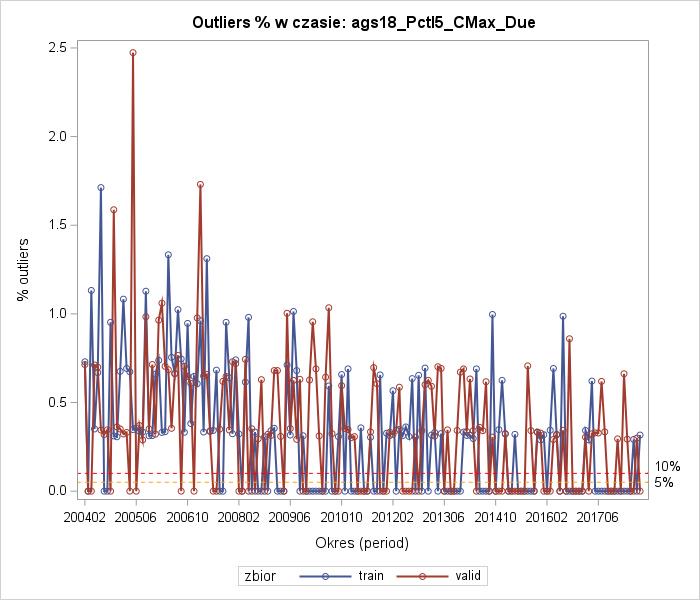 Outliers % w czasie: ags18_Pctl5_CMax_Due
% outliers
2.5
2.0
1.5
1.0
0.5
0.0
10%
5%
200402 200506 200610 200802 200906 201010 201202 201306 201410 201602 201706
Okres (period)
zbior train valid